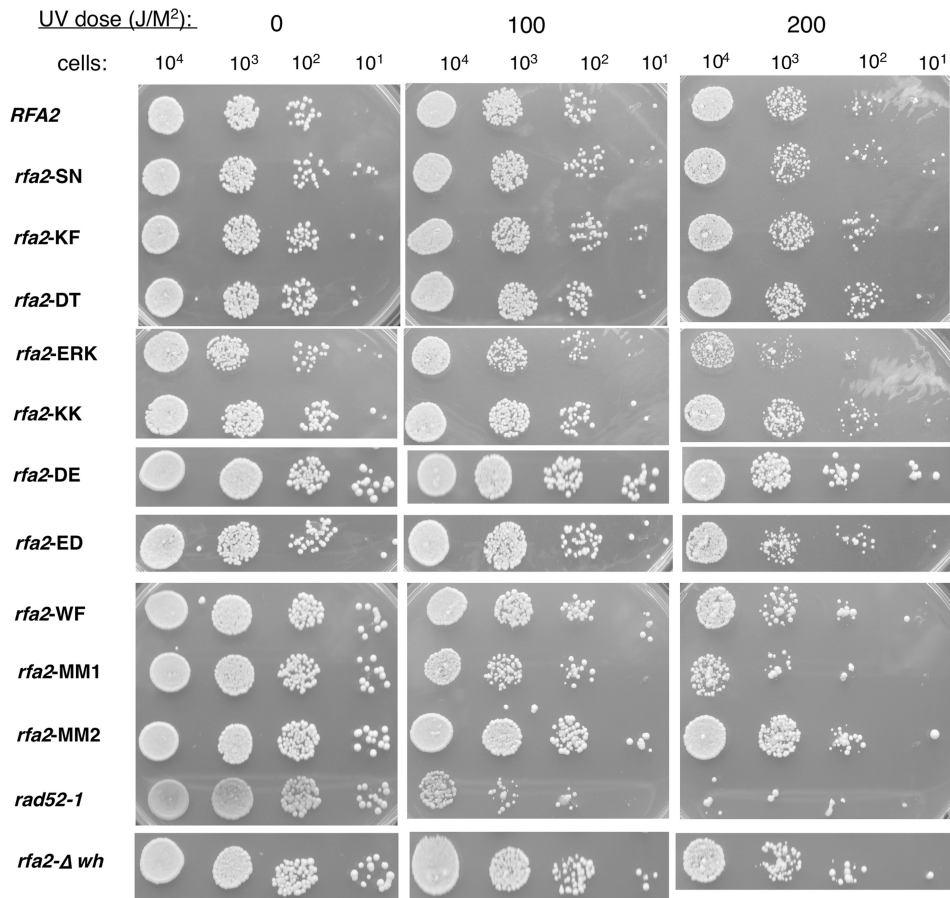 UV dose (J/M²): 0 100 200
cells: 10⁴ 10³ 10² 10¹ 10⁴ 10³ 10² 10¹ 10⁴ 10³ 10² 10¹
RFA2
rfa2-SN
rfa2-KF
rfa2-DT
rfa2-ERK
rfa2-KK
rfa2-DE
rfa2-ED
rfa2-WF
rfa2-MM1
rfa2-MM2
rad52-1
rfa2-Δ wh